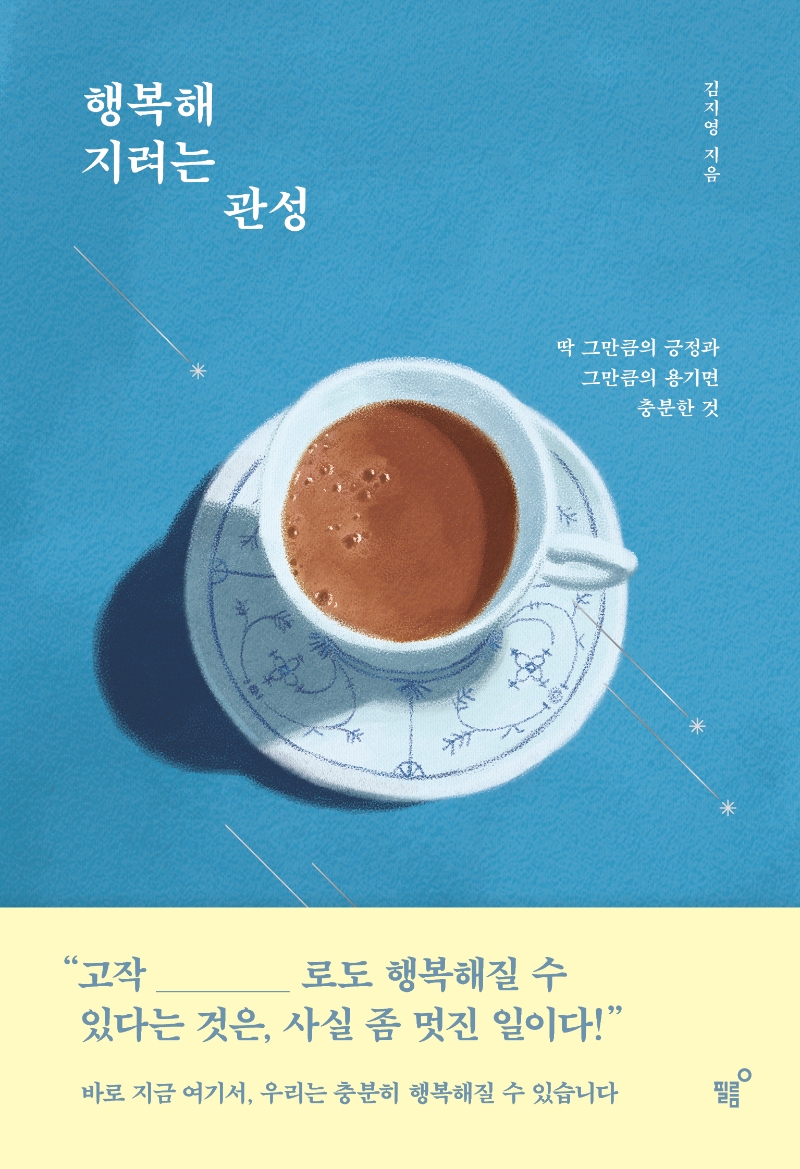 행복해
지려는
관성
김지영 지음
딱 그만큼의 긍정과
그만큼의 용기면
충분한 것
“고작 ________ 로도 행복해질 수
있다는 것은, 사실 좀 멋진 일이다!”
바로 지금 여기서, 우리는 충분히 행복해질 수 있습니다
필름